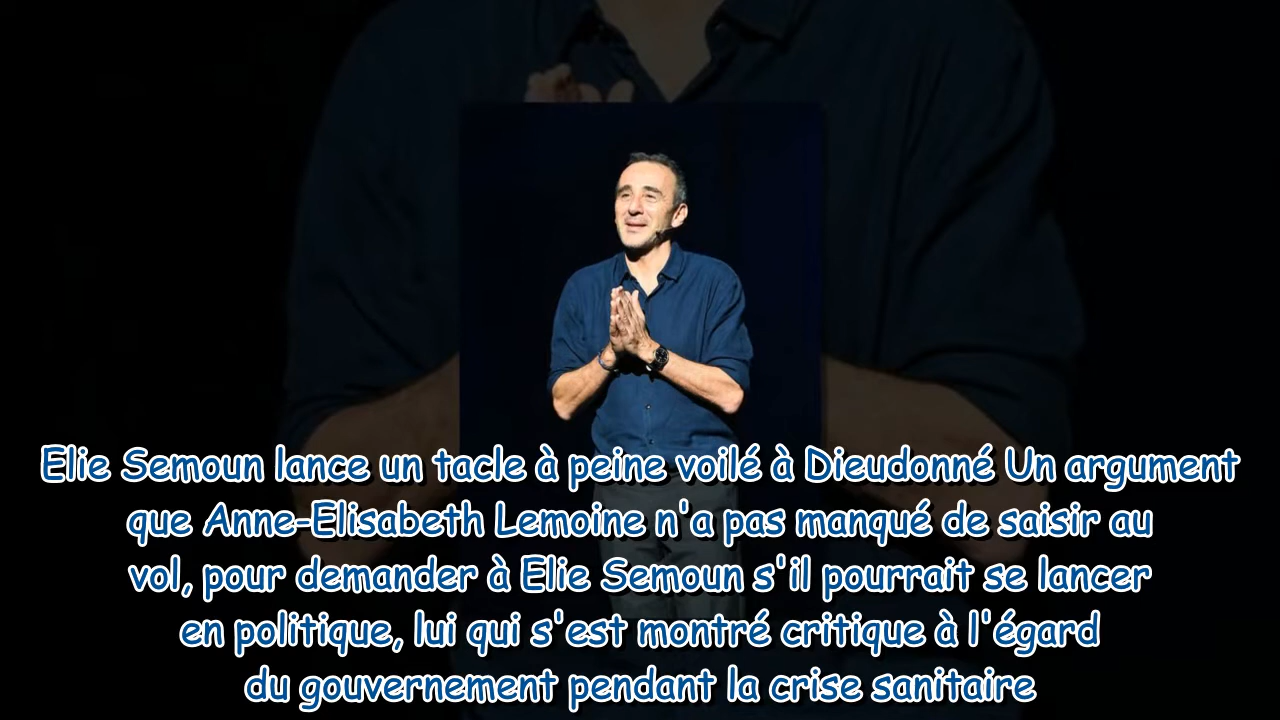 Elie Semoun lance un tacle à peine voilé à Dieudonné Un argument
que Anne-Elisabeth Lemoine n'a pas manqué de saisir au
vol, pour demander à Elie Semoun s'il pourrait se lancer
en politique, lui qui s'est montré critique à l'égard
du gouvernement pendant la crise sanitaire